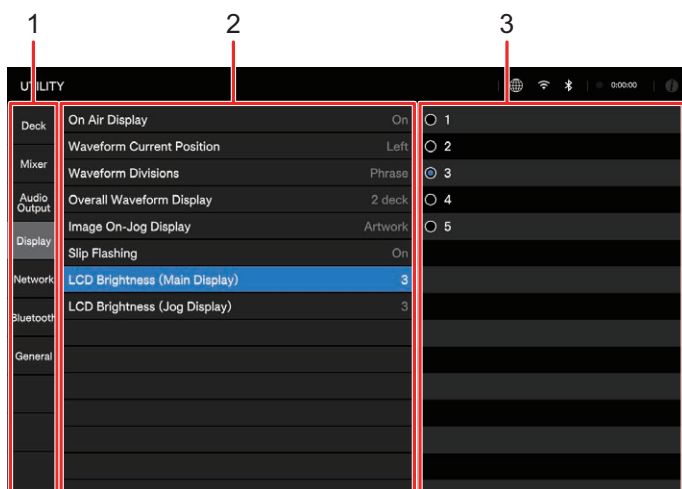 1 2 3
UTILITY 0:00:00
Deck
Mixer
Audio
Output
Display
Network
Bluetooth
General
On Air Display On
Waveform Current Position Left
Waveform Divisions Phrase
Overall Waveform Display 2 deck
Image On-Jog Display Artwork
Slip Flashing On
LCD Brightness (Main Display) 3
LCD Brightness (Jog Display) 3
1
2
3
4
5